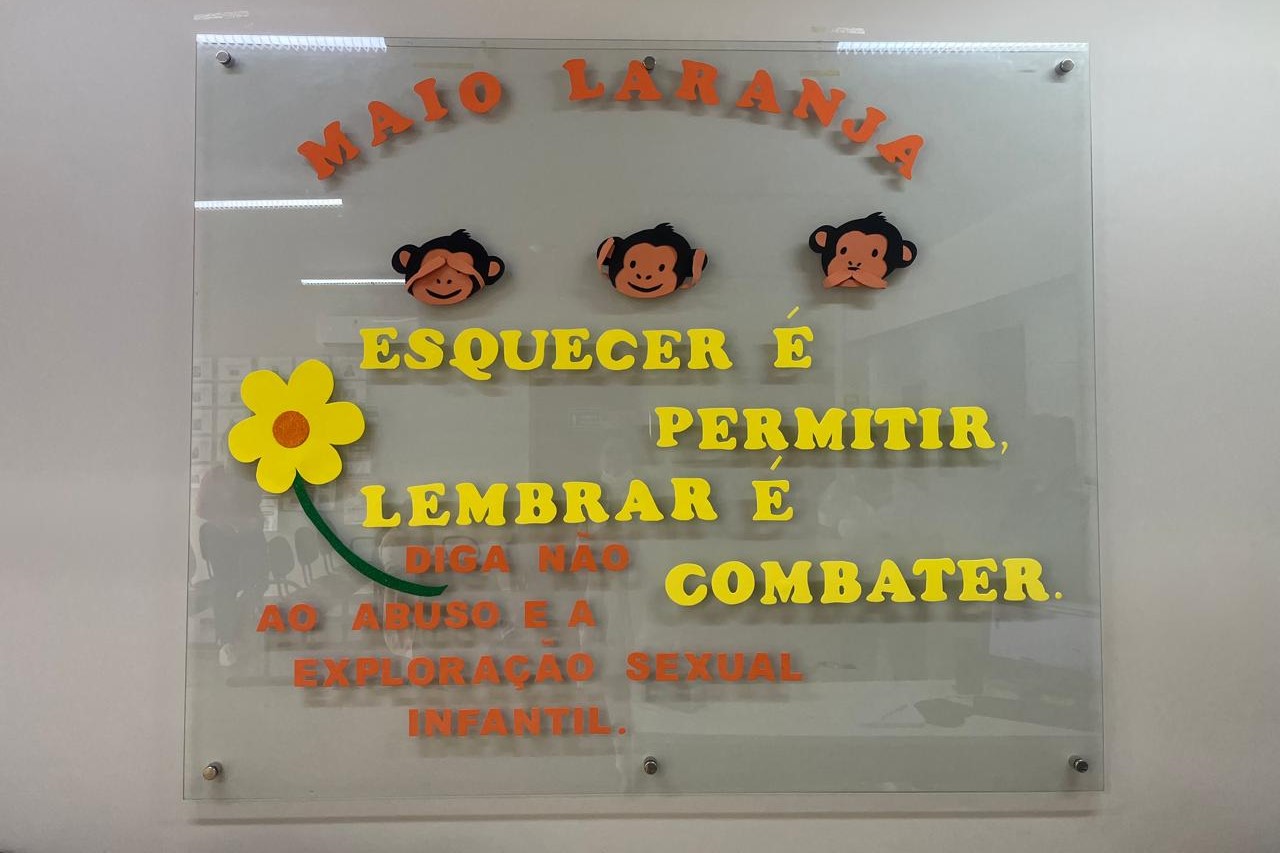 MAIO LARANJA
ESQUECER É
PERMITIR,
LEMBRAR É
COMBATER.
DIGA NÃO
AO ABUSO E A
EXPLORAÇÃO SEXUAL
INFANTIL.